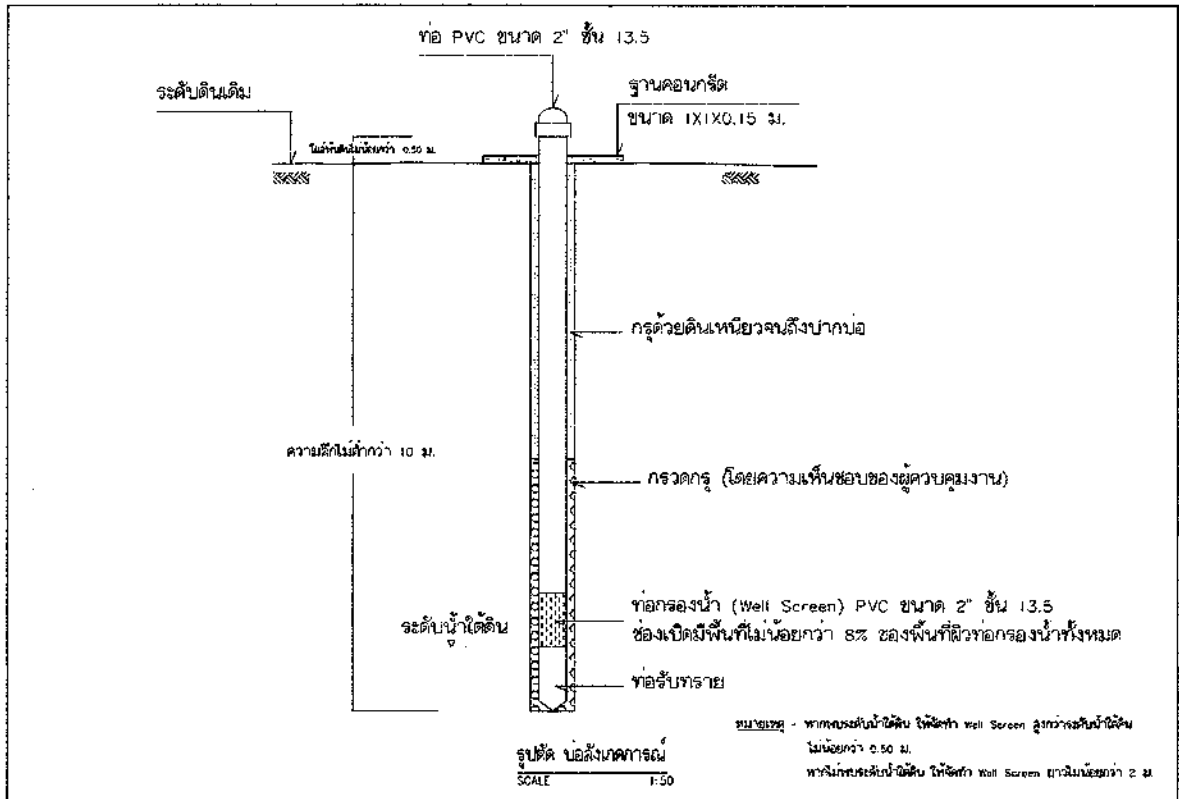 ท่อ PVC ขนาด 2" ชั้น 13.5
ระดับดินเดิม
ฐานคอนกรีต
ขนาด 1X1X0.15 ม.
ไม่น้อยกว่า 0.50 ม.
กรุด้วยดินเหนียวจนถึงปากบ่อ
ความลึกไม่ต่ำกว่า 10 ม.
กรวดกรุ (โดยความเห็นชอบของผู้ควบคุมงาน)
ท่อกรองน้ำ (Well Screen) PVC ขนาด 2" ชั้น 13.5
ช่องเปิดมีพื้นที่ไม่น้อยกว่า 8% ของพื้นที่ผิวท่อกรองน้ำทั้งหมด
ระดับน้ำใต้ดิน
ท่อรับทราย
หมายเหตุ - หากพบระดับน้ำใต้ดิน ให้จัดทำ Well Screen สูงกว่าระดับน้ำใต้ดิน
ไม่น้อยกว่า 0.50 ม.
หากไม่พบระดับน้ำใต้ดิน ให้จัดทำ Well Screen ยาวไม่น้อยกว่า 2 ม.
รูปตัด บ่อสังเกตการณ์
SCALE 1:50